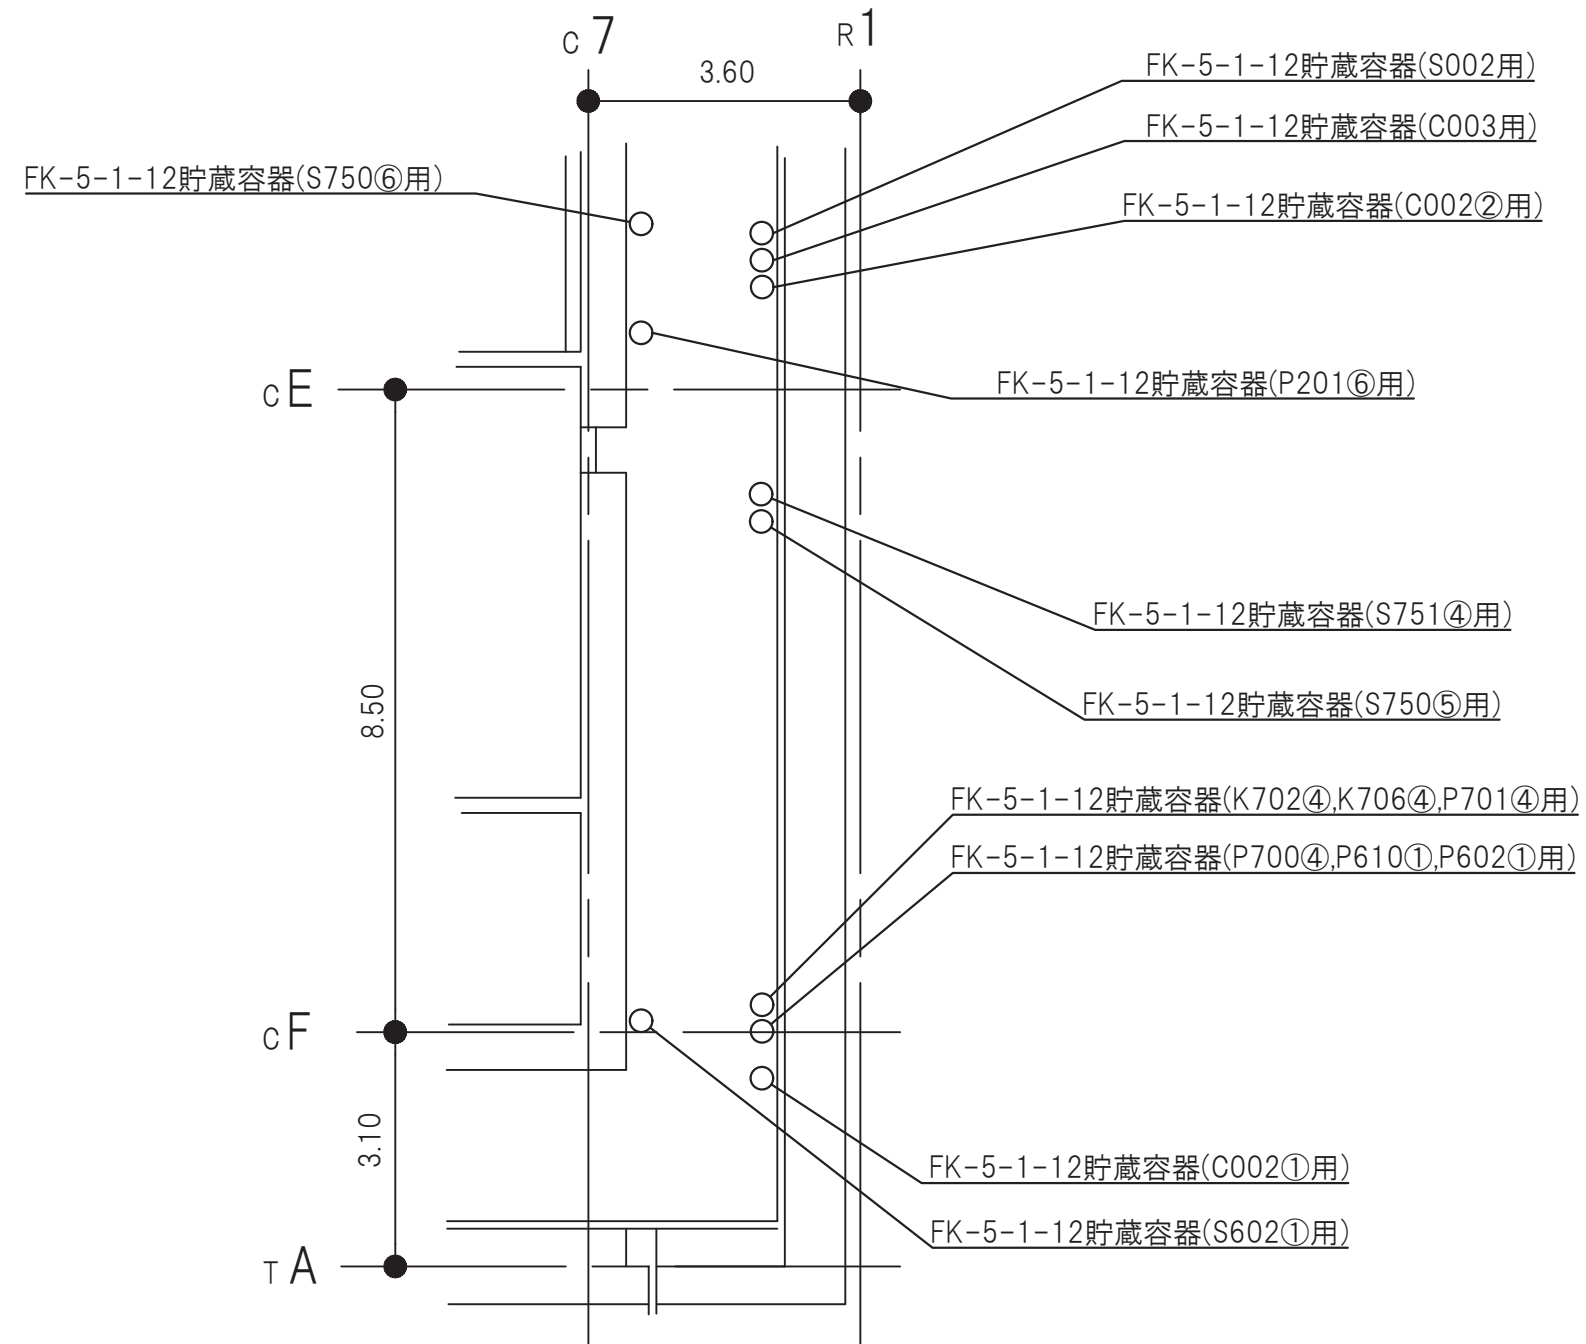 C7
R1
3.60
FK-5-1-12貯蔵容器(S002用)
FK-5-1-12貯蔵容器(C003用)
FK-5-1-12貯蔵容器(S750⑥用)
FK-5-1-12貯蔵容器(C002②用)
CE
FK-5-1-12貯蔵容器(P201⑥用)
FK-5-1-12貯蔵容器(S751④用)
8.50
FK-5-1-12貯蔵容器(S750⑤用)
FK-5-1-12貯蔵容器(K702④,K706④,P701④用)
FK-5-1-12貯蔵容器(P700④,P610①,P602①用)
CF
3.10
FK-5-1-12貯蔵容器(C002①用)
FK-5-1-12貯蔵容器(S602①用)
TA